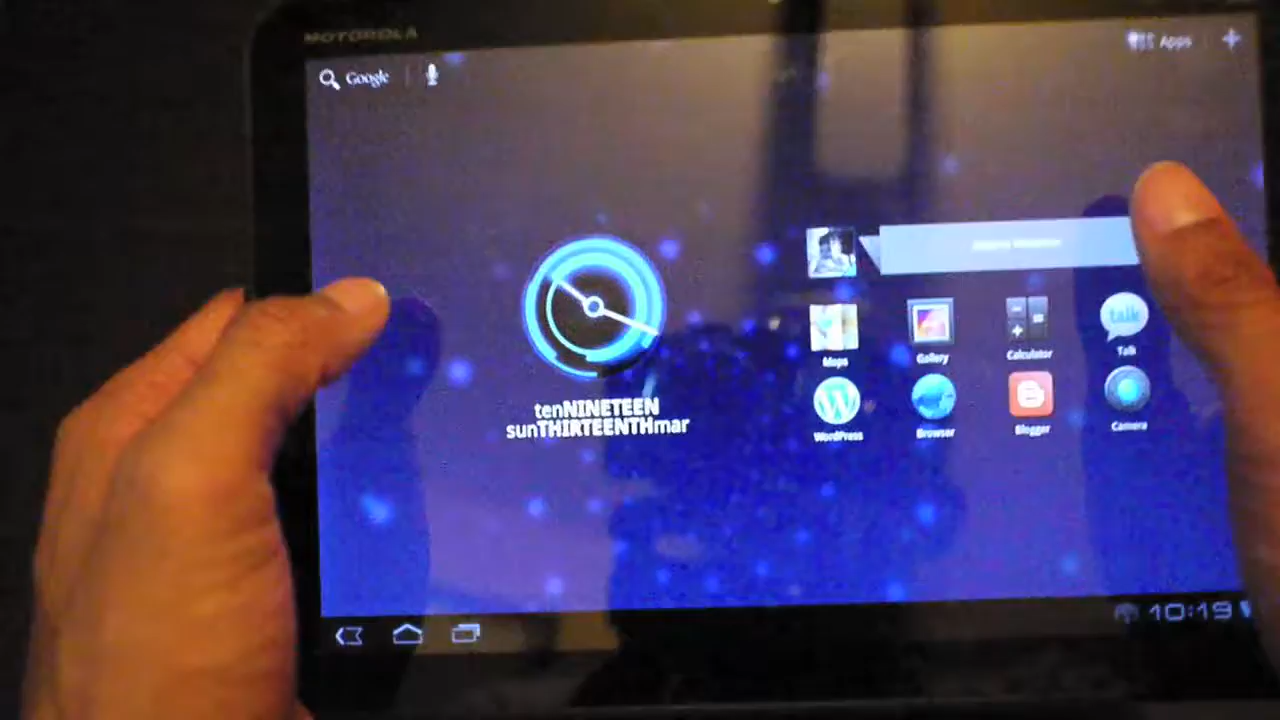 MOTOROLA
Google
Apps
tenNINETEEN
sunTHIRTEENTHmar
Maps
Gallery
Calculator
talk
Talk
WordPress
Browser
Blogger
Camera
10:19